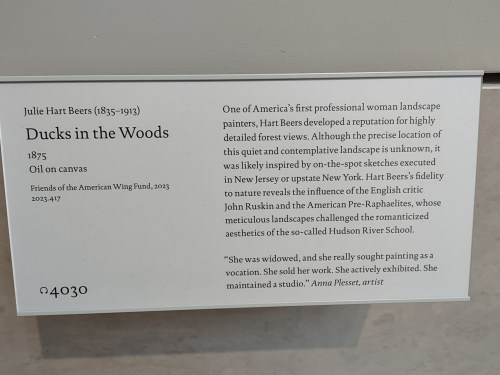 Julie Hart Beers (1835–1913)
Ducks in the Woods
1875
Oil on canvas
Friends of the American Wing Fund, 2023
2023.417
4030
One of America's first professional woman landscape
painters, Hart Beers developed a reputation for highly
detailed forest views. Although the precise location of
this quiet and contemplative landscape is unknown, it
was likely inspired by on-the-spot sketches executed
in New Jersey or upstate New York. Hart Beers's fidelity
to nature reveals the influence of the English critic
John Ruskin and the American Pre-Raphaelites, whose
meticulous landscapes challenged the romanticized
aesthetics of the so-called Hudson River School.
"She was widowed, and she really sought painting as a
vocation. She sold her work. She actively exhibited. She
maintained a studio." Anna Plesset, artist